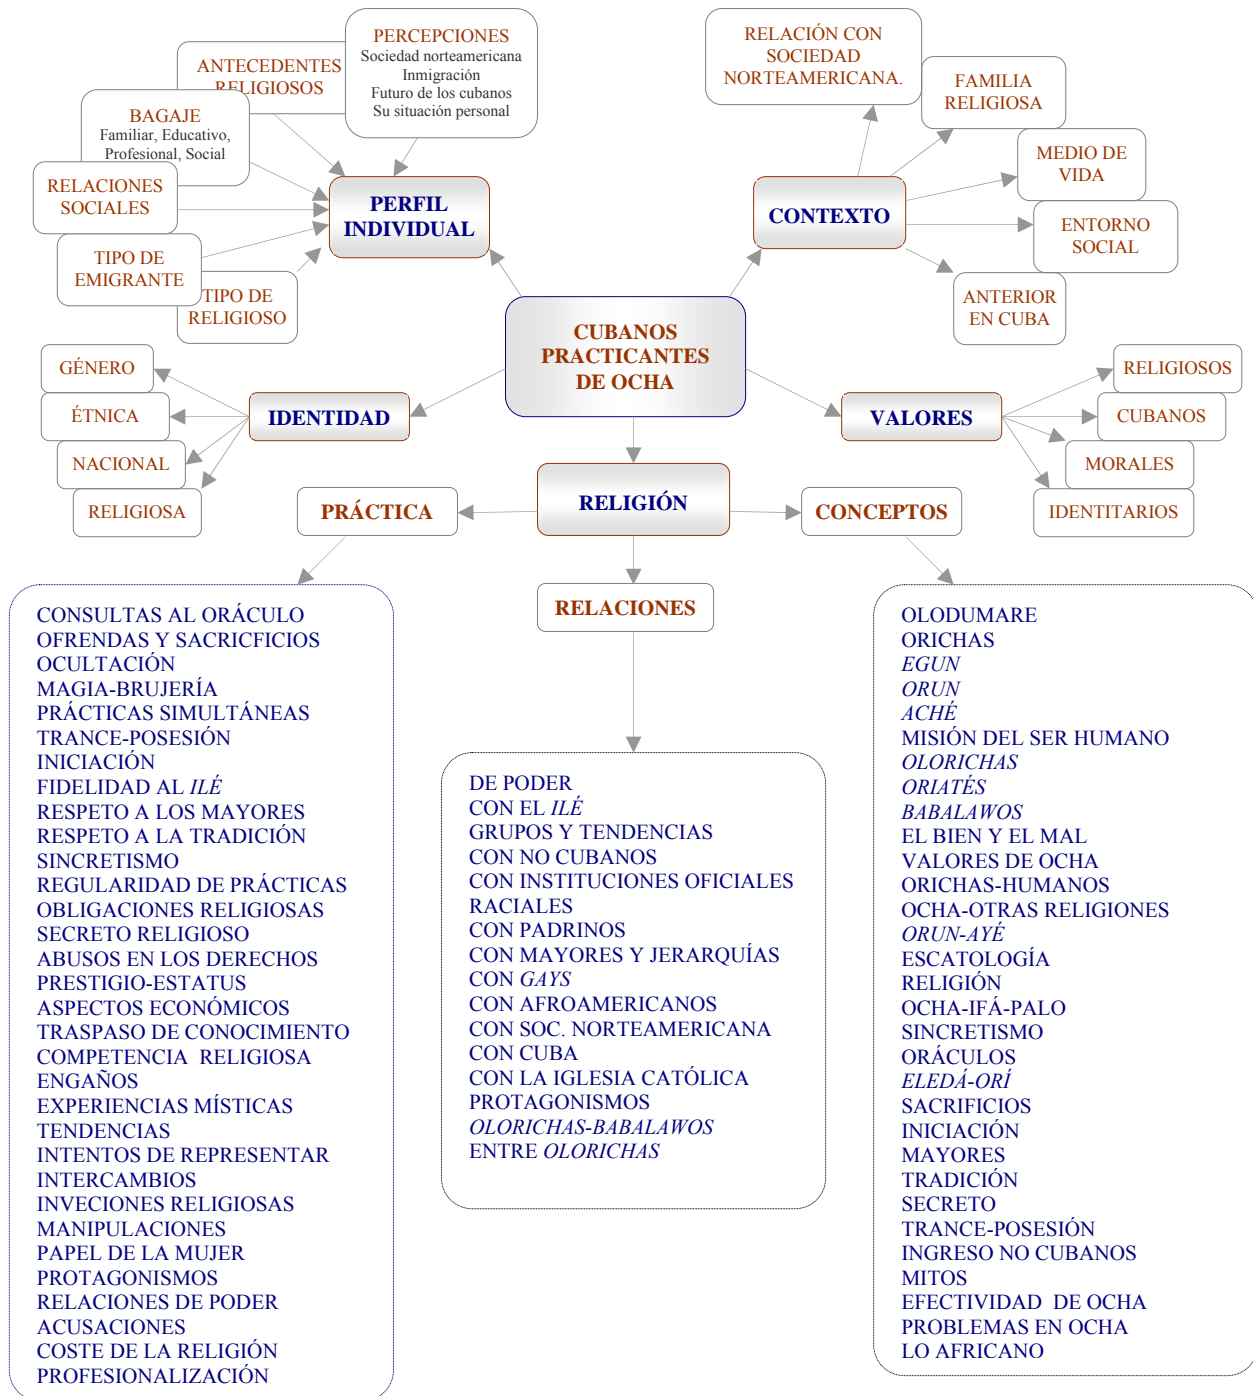 PERCEPCIONES
Sociedad norteamericana
Inmigración
Futuro de los cubanos
Su situación personal
ANTECEDENTES
RELIGIOSOS
BAGAJE
Familiar, Educativo,
Profesional, Social
RELACIONES
SOCIALES
TIPO DE
EMIGRANTE
TIPO DE
RELIGIOSO
PERFIL
INDIVIDUAL
RELACIÓN CON
SOCIEDAD
NORTEAMERICANA.
FAMILIA
RELIGIOSA
MEDIO DE
VIDA
ENTORNO
SOCIAL
ANTERIOR
EN CUBA
CONTEXTO
CUBANOS
PRACTICANTES
DE OCHA
GÉNERO
ÉTNICA
NACIONAL
RELIGIOSA
IDENTIDAD
VALORES
RELIGIOSOS
CUBANOS
MORALES
IDENTITARIOS
RELIGIÓN
PRÁCTICA
CONCEPTOS
RELACIONES
CONSULTAS AL ORÁCULO
OFRENDAS Y SACRICFICIOS
OCULTACIÓN
MAGIA-BRUJERÍA
PRÁCTICAS SIMULTÁNEAS
TRANCE-POSESIÓN
INICIACIÓN
FIDELIDAD AL ILÉ
RESPETO A LOS MAYORES
RESPETO A LA TRADICIÓN
SINCRETISMO
REGULARIDAD DE PRÁCTICAS
OBLIGACIONES RELIGIOSAS
SECRETO RELIGIOSO
ABUSOS EN LOS DERECHOS
PRESTIGIO-ESTATUS
ASPECTOS ECONÓMICOS
TRASPASO DE CONOCIMIENTO
COMPETENCIA RELIGIOSA
ENGAÑOS
EXPERIENCIAS MÍSTICAS
TENDENCIAS
INTENTOS DE REPRESENTAR
INTERCAMBIOS
INVECIONES RELIGIOSAS
MANIPULACIONES
PAPEL DE LA MUJER
PROTAGONISMOS
RELACIONES DE PODER
ACUSACIONES
COSTE DE LA RELIGIÓN
PROFESIONALIZACIÓN
DE PODER
CON EL ILÉ
GRUPOS Y TENDENCIAS
CON NO CUBANOS
CON INSTITUCIONES OFICIALES
RACIALES
CON PADRINOS
CON MAYORES Y JERARQUÍAS
CON GAYS
CON AFROAMERICANOS
CON SOC. NORTEAMERICANA
CON CUBA
CON LA IGLESIA CATÓLICA
PROTAGONISMOS
OLORICHAS-BABALAWOS
ENTRE OLORICHAS
OLODUMARE
ORICHAS
EGUN
ORUN
ACHÉ
MISIÓN DEL SER HUMANO
OLORICHAS
ORIATÉS
BABALAWOS
EL BIEN Y EL MAL
VALORES DE OCHA
ORICHAS-HUMANOS
OCHA-OTRAS RELIGIONES
ORUN-AYÉ
ESCATOLOGÍA
RELIGIÓN
OCHA-IFÁ-PALO
SINCRETISMO
ORÁCULOS
ELEDÁ-ORÍ
SACRIFICIOS
INICIACIÓN
MAYORES
TRADICIÓN
SECRETO
TRANCE-POSESIÓN
INGRESO NO CUBANOS
MITOS
EFECTIVIDAD DE OCHA
PROBLEMAS EN OCHA
LO AFRICANO